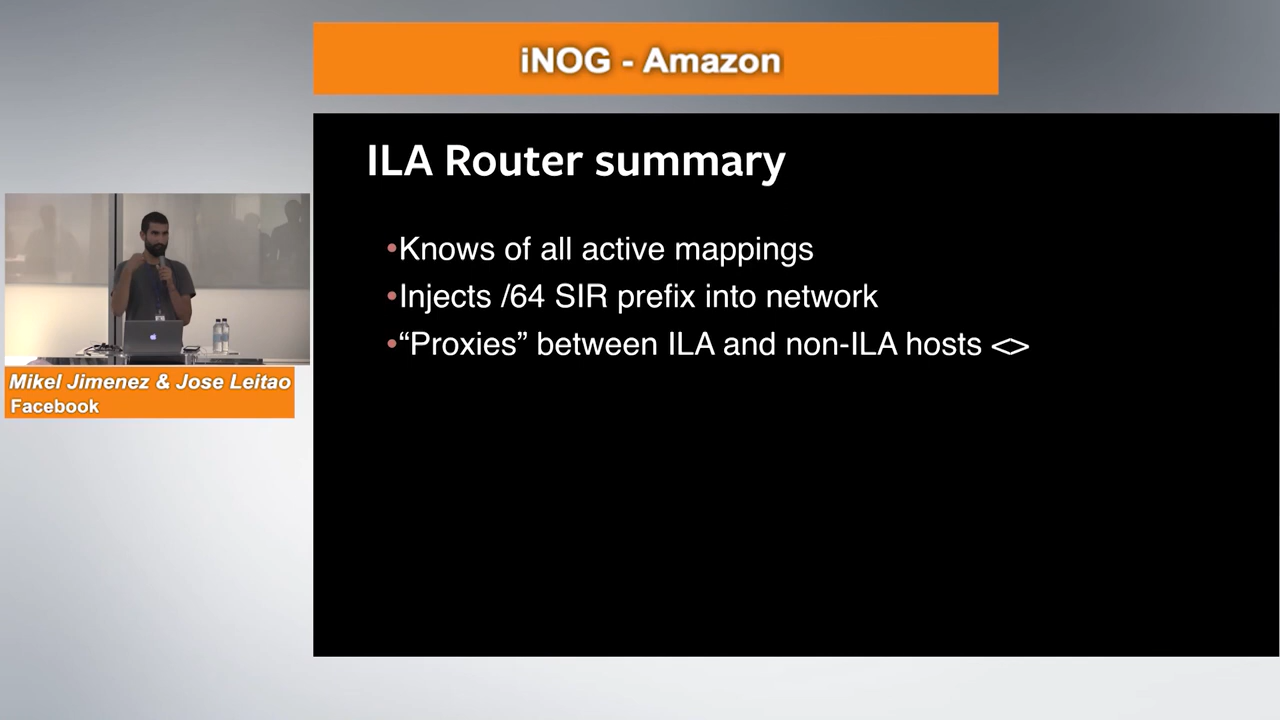 iNOG - Amazon
ILA Router summary
•Knows of all active mappings
•Injects /64 SIR prefix into network
•“Proxies” between ILA and non-ILA hosts <>
Mikel Jimenez & Jose Leitao
Facebook